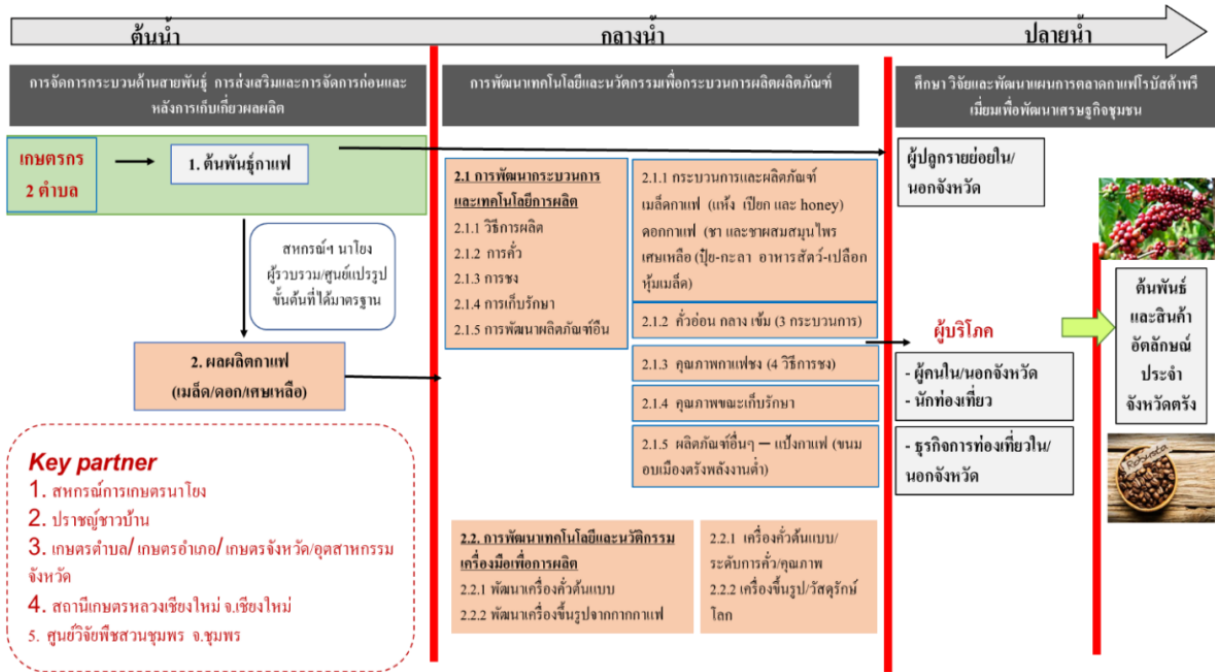 ต้นน้ำ
กลางน้ำ
ปลายน้ำ
การจัดการกระบวนด้านสายพันธุ์ การส่งเสริมและการจัดการก่อนและ
หลังการเก็บเกี่ยวผลผลิต
การพัฒนาเทคโนโลยีและนวัตกรรมเพื่อกระบวนการผลิตผลิตภัณฑ์
ศึกษา วิจัยและพัฒนาแผนการตลาดกาแฟโรบัสต้าพรี
เมี่ยมเพื่อพัฒนาเศรษฐกิจชุมชน
เกษตรกร
2 ตำบล
1. ต้นพันธุ์กาแฟ
สหกรณ์ฯ นาโยง
ผู้รวบรวม/ศูนย์แปรรูป
ขั้นต้นที่ได้มาตรฐาน
2. ผลผลิตกาแฟ
(เมล็ด/ดอก/เศษเหลือ)
Key partner
1. สหกรณ์การเกษตรนาโยง
2. ปราชญ์ชาวบ้าน
3. เกษตรตำบล/ เกษตรอำเภอ/ เกษตรจังหวัด/อุตสาหกรรม
จังหวัด
4. สถานีเกษตรหลวงเชียงใหม่ จ.เชียงใหม่
5. ศูนย์วิจัยพืชสวนชุมพร จ.ชุมพร
2.1 การพัฒนากระบวนการ
และเทคโนโลยีการผลิต
2.1.1 วิธีการผลิต
2.1.2 การคั่ว
2.1.3 การชง
2.1.4 การเก็บรักษา
2.1.5 การพัฒนาผลิตภัณฑ์อื่น
2.1.1 กระบวนการและผลิตภัณฑ์
เมล็ดกาแฟ (แห้ง เปียก และ honey)
ดอกกาแฟ (ชา และชาผสมสมุนไพร
เศษเหลือ (ปุ๋ย-กะลา อาหารสัตว์-เปลือก
หุ้มเมล็ด)
2.1.2 คั่วอ่อน กลาง เข้ม (3 กระบวนการ)
2.1.3 คุณภาพกาแฟชง (4 วิธีการชง)
2.1.4 คุณภาพขณะเก็บรักษา
2.1.5 ผลิตภัณฑ์อื่นๆ – แป้งกาแฟ (ขนม
อบเมืองตรังพลังงานต่ำ)
2.2. การพัฒนาเทคโนโลยีและนวัติกรรม
เครื่องมือเพื่อการผลิต
2.2.1 พัฒนาเครื่องคั่วต้นแบบ
2.2.2 พัฒนาเครื่องขึ้นรูปจากกากกาแฟ
2.2.1 เครื่องคั่วต้นแบบ/
ระดับการคั่ว/คุณภาพ
2.2.2 เครื่องขึ้นรูป/วัสดุรักษ์
โลก
ผู้ปลูกรายย่อยใน/
นอกจังหวัด
ผู้บริโภค
- ผู้คนใน/นอกจังหวัด
- นักท่องเที่ยว
- ธุรกิจการท่องเที่ยวใน/
นอกจังหวัด
ต้นพันธ์
และสินค้า
อัตลักษณ์
ประจำ
จังหวัดตรัง
Robusta